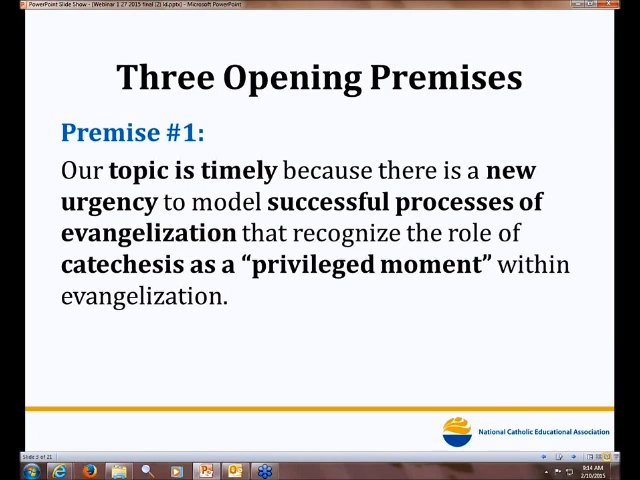 PowerPoint Slide Show - [Webinar 1 27 2015 final (2) ld.pptx] - Microsoft PowerPoint
Three Opening Premises
Premise #1:
Our topic is timely because there is a new
urgency to model successful processes of
evangelization that recognize the role of
catechesis as a “privileged moment” within
evangelization.
National Catholic Educational Association
Slide 3 of 21
9:14 AM
2/10/2015